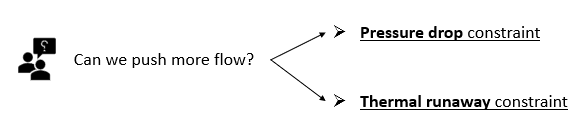 Can we push more flow?
Pressure drop constraint
Thermal runaway constraint